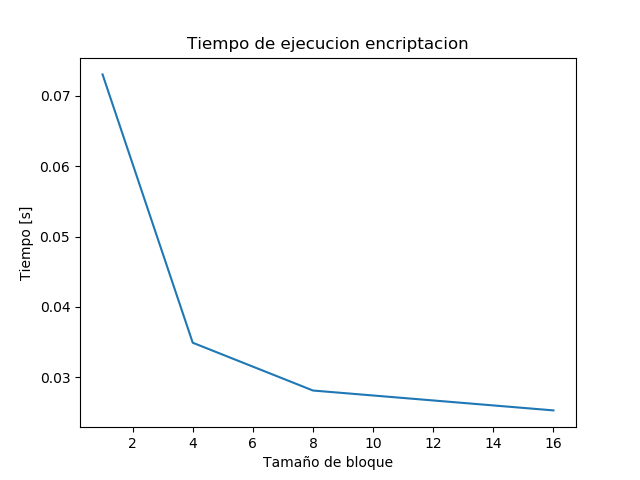 Tiempo de ejecucion encriptacion
0.07
0.06
0.05
0.04
0.03
Tiempo [s]
2 4 6 8 10 12 14 16
Tamaño de bloque